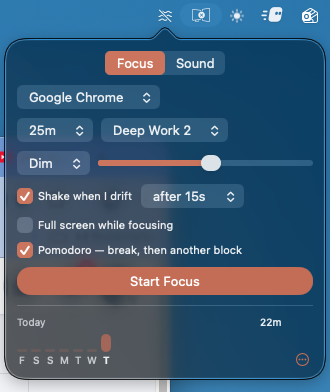 Focus Sound
Google Chrome
25m Deep Work 2
Dim
Shake when I drift after 15s
Full screen while focusing
Pomodoro — break, then another block
Start Focus
Today 22m
F S S M T W T